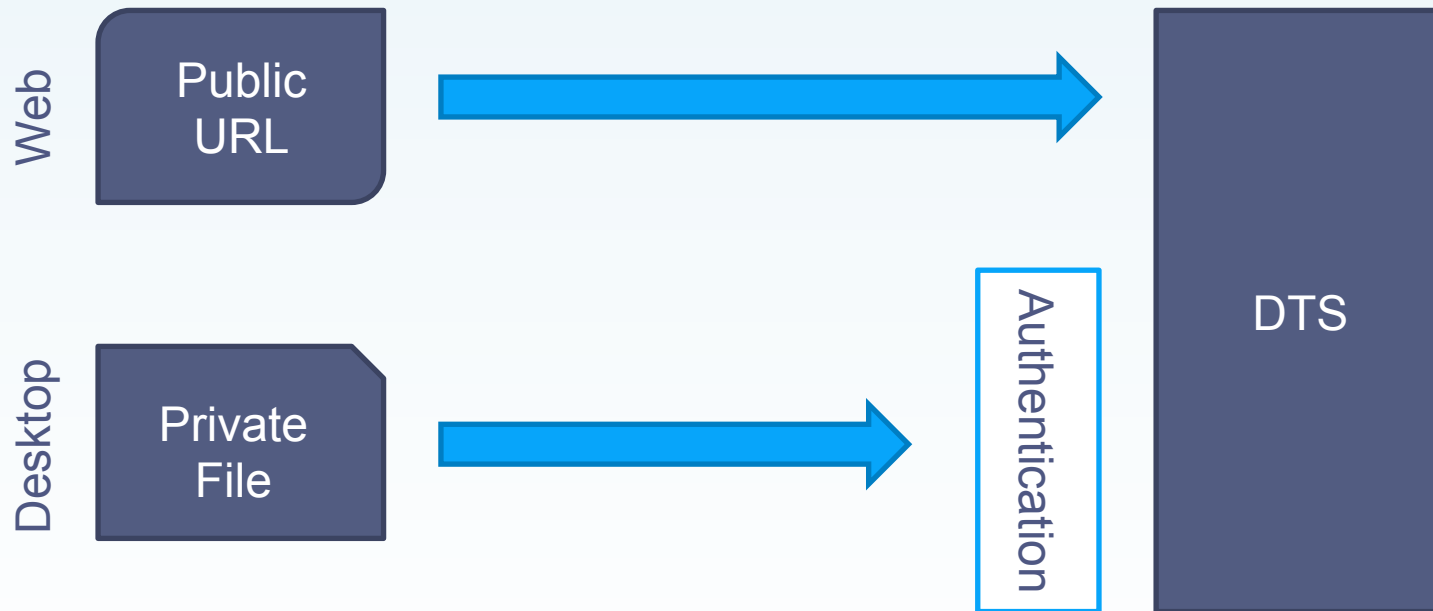 Web
Public
URL
Desktop
Private
File
Authentication
DTS